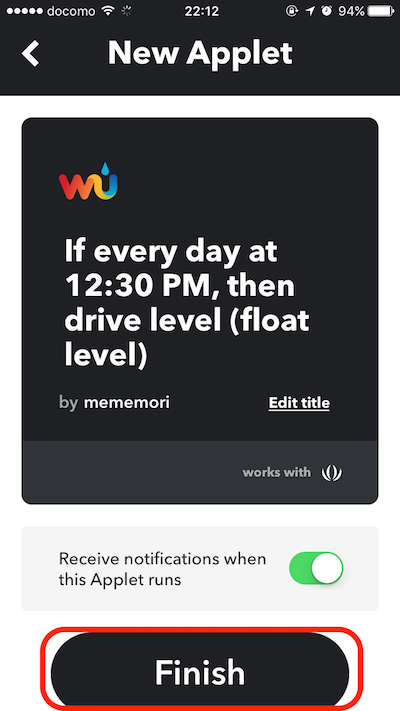 docomo 22:12 94%
New Applet
wu
If every day at
12:30 PM, then
drive level (float
level)
by mememori Edit title
works with
Receive notifications when
this Applet runs
Finish